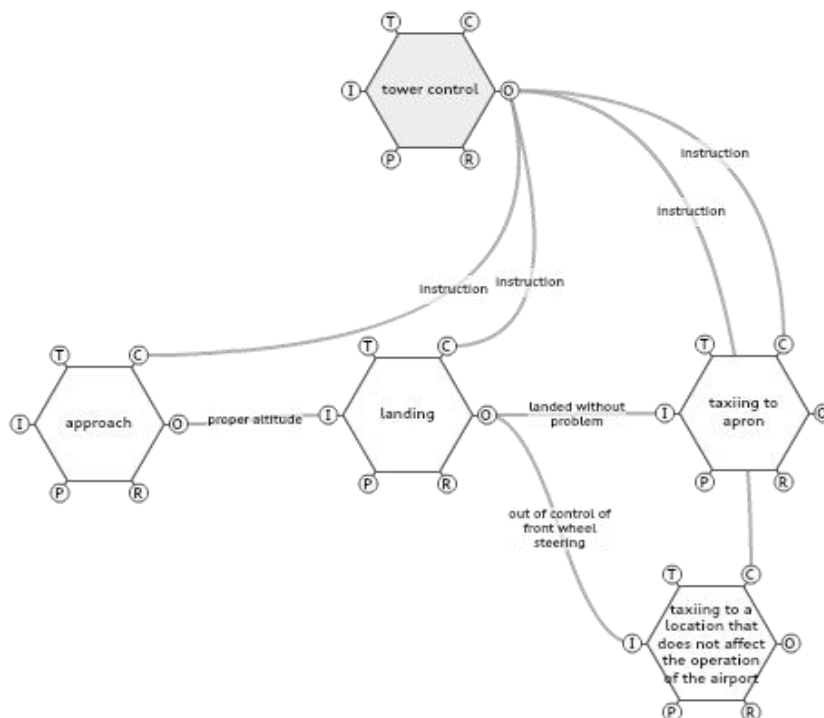 T
C
I
tower control
O
P
R
instruction
instruction
instruction
instruction
T
C
I
approach
O
P
R
proper altitude
T
C
I
landing
O
P
R
landed without
problem
T
C
I
taxiing to
apron
O
P
R
out of control of
front wheel
steering
T
C
I
taxiing to a
location that
does not affect
the operation
of the airport
O
P
R